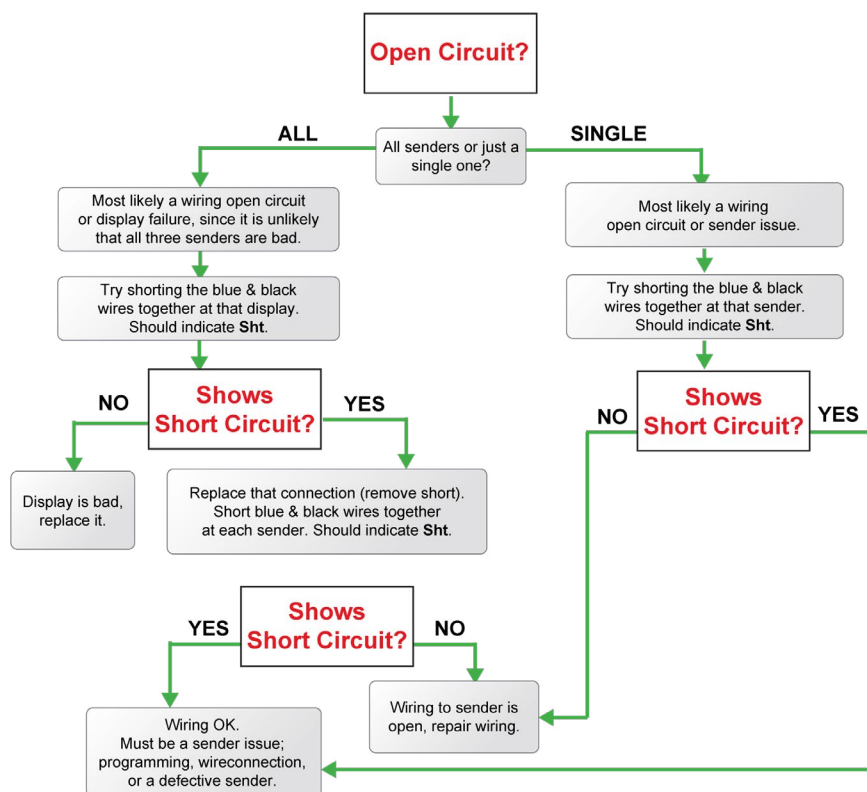 Open Circuit?
ALL
All senders or just a
single one?
SINGLE
Most likely a wiring open circuit
or display failure, since it is unlikely
that all three senders are bad.
Most likely a wiring
open circuit or sender issue.
Try shorting the blue & black
wires together at that display.
Should indicate Sht.
Try shorting the blue & black
wires together at that sender.
Should indicate Sht.
NO
Shows
Short Circuit?
YES
NO
Shows
Short Circuit?
YES
Display is bad,
replace it.
Replace that connection (remove short).
Short blue & black wires together
at each sender. Should indicate Sht.
YES
Shows
Short Circuit?
NO
Wiring to sender is
open, repair wiring.
Wiring OK.
Must be a sender issue;
programming, wireconnection,
or a defective sender.